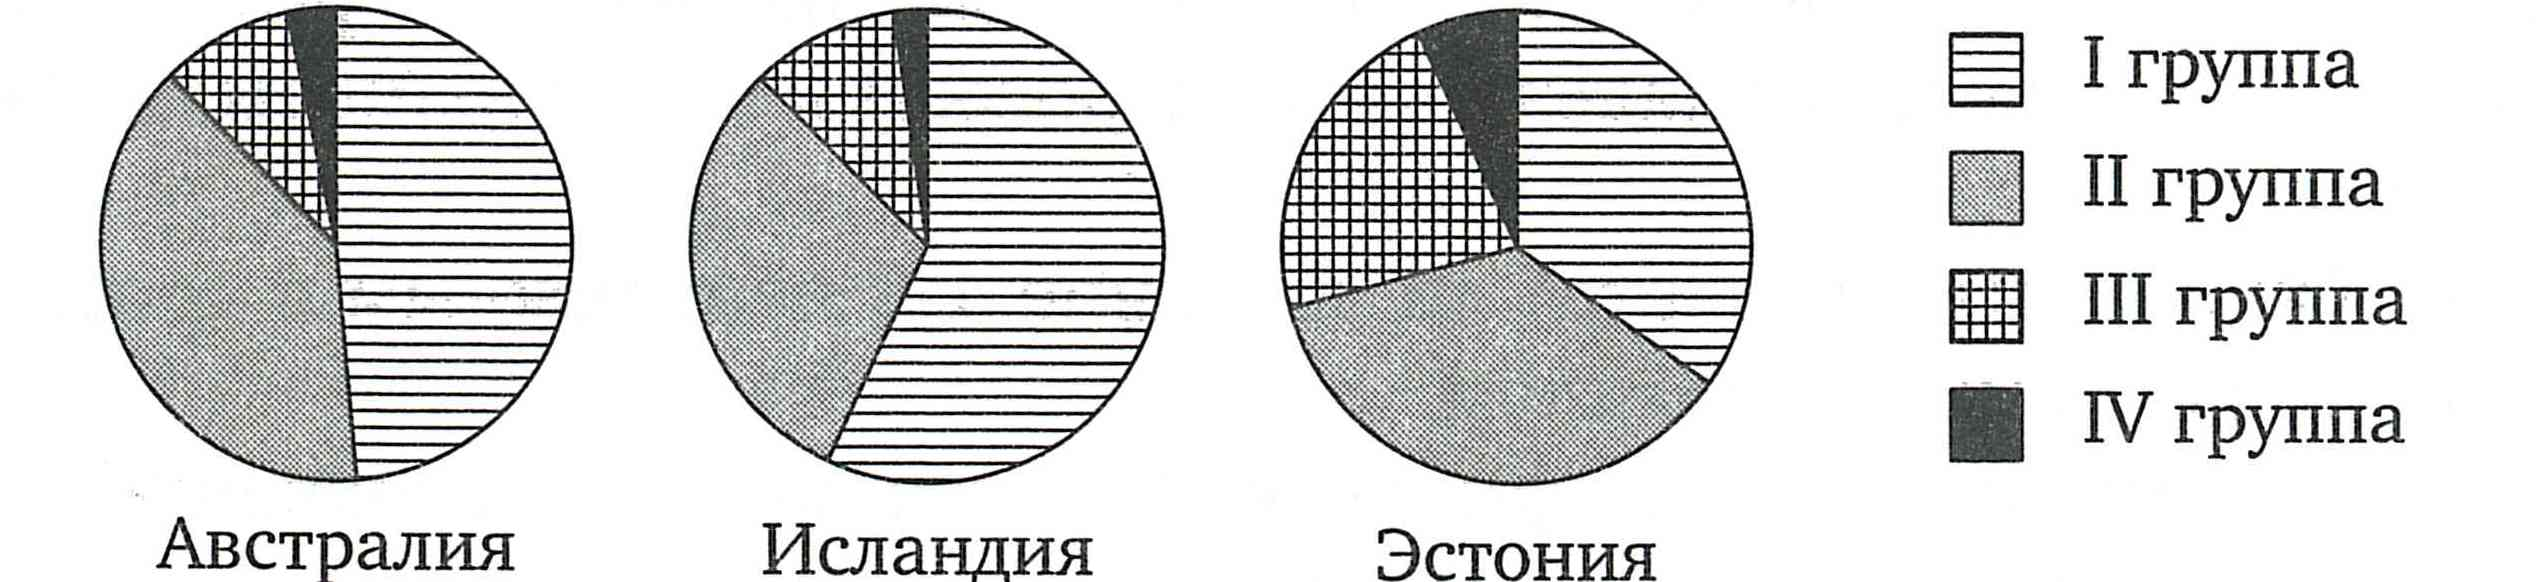 I группа
II группа
III группа
IV группа
Австралия
Исландия
Эстония